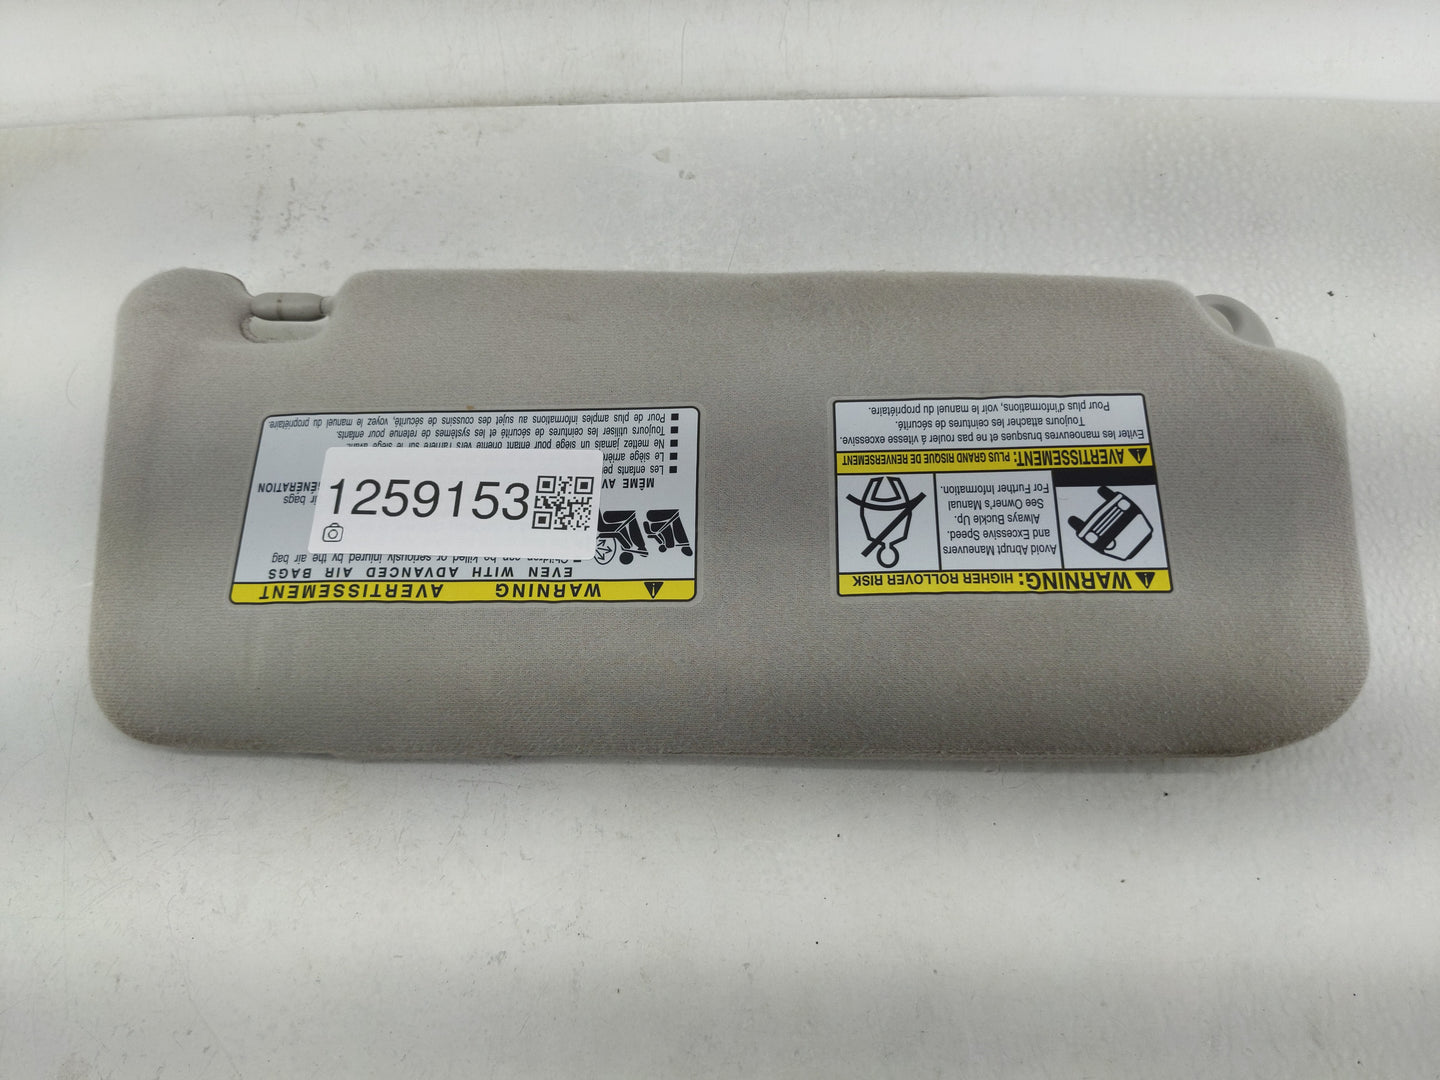 1259153
WARNING AVERTISSEMENT
EVEN WITH ADVANCED AIR BAGS
■ Children can be killed or seriously injured by the air bag
air bags
MÊME AV
GÉNÉRATION
■ Les enfants
■ Le siège arrière
■ Ne mettez jamais un siège pour enfant orienté vers l'arrière sur le siège avant.
■ Toujours utiliser les ceintures de sécurité et les systèmes de retenue pour enfants.
■ Pour de plus amples informations au sujet des coussins de sécurité, voyez le manuel du propriétaire.
WARNING: HIGHER ROLLOVER RISK
Avoid Abrupt Maneuvers
and Excessive Speed.
Always Buckle Up.
See Owner's Manual
For Further Information.
AVERTISSEMENT: PLUS GRAND RISQUE DE RENVERSEMENT
Eviter les manoeuvres brusques et ne pas rouler á vitesse excessive.
Toujours attacher les ceintures de sécurité.
Pour plus d'informations, voir le manuel du propriétaire.